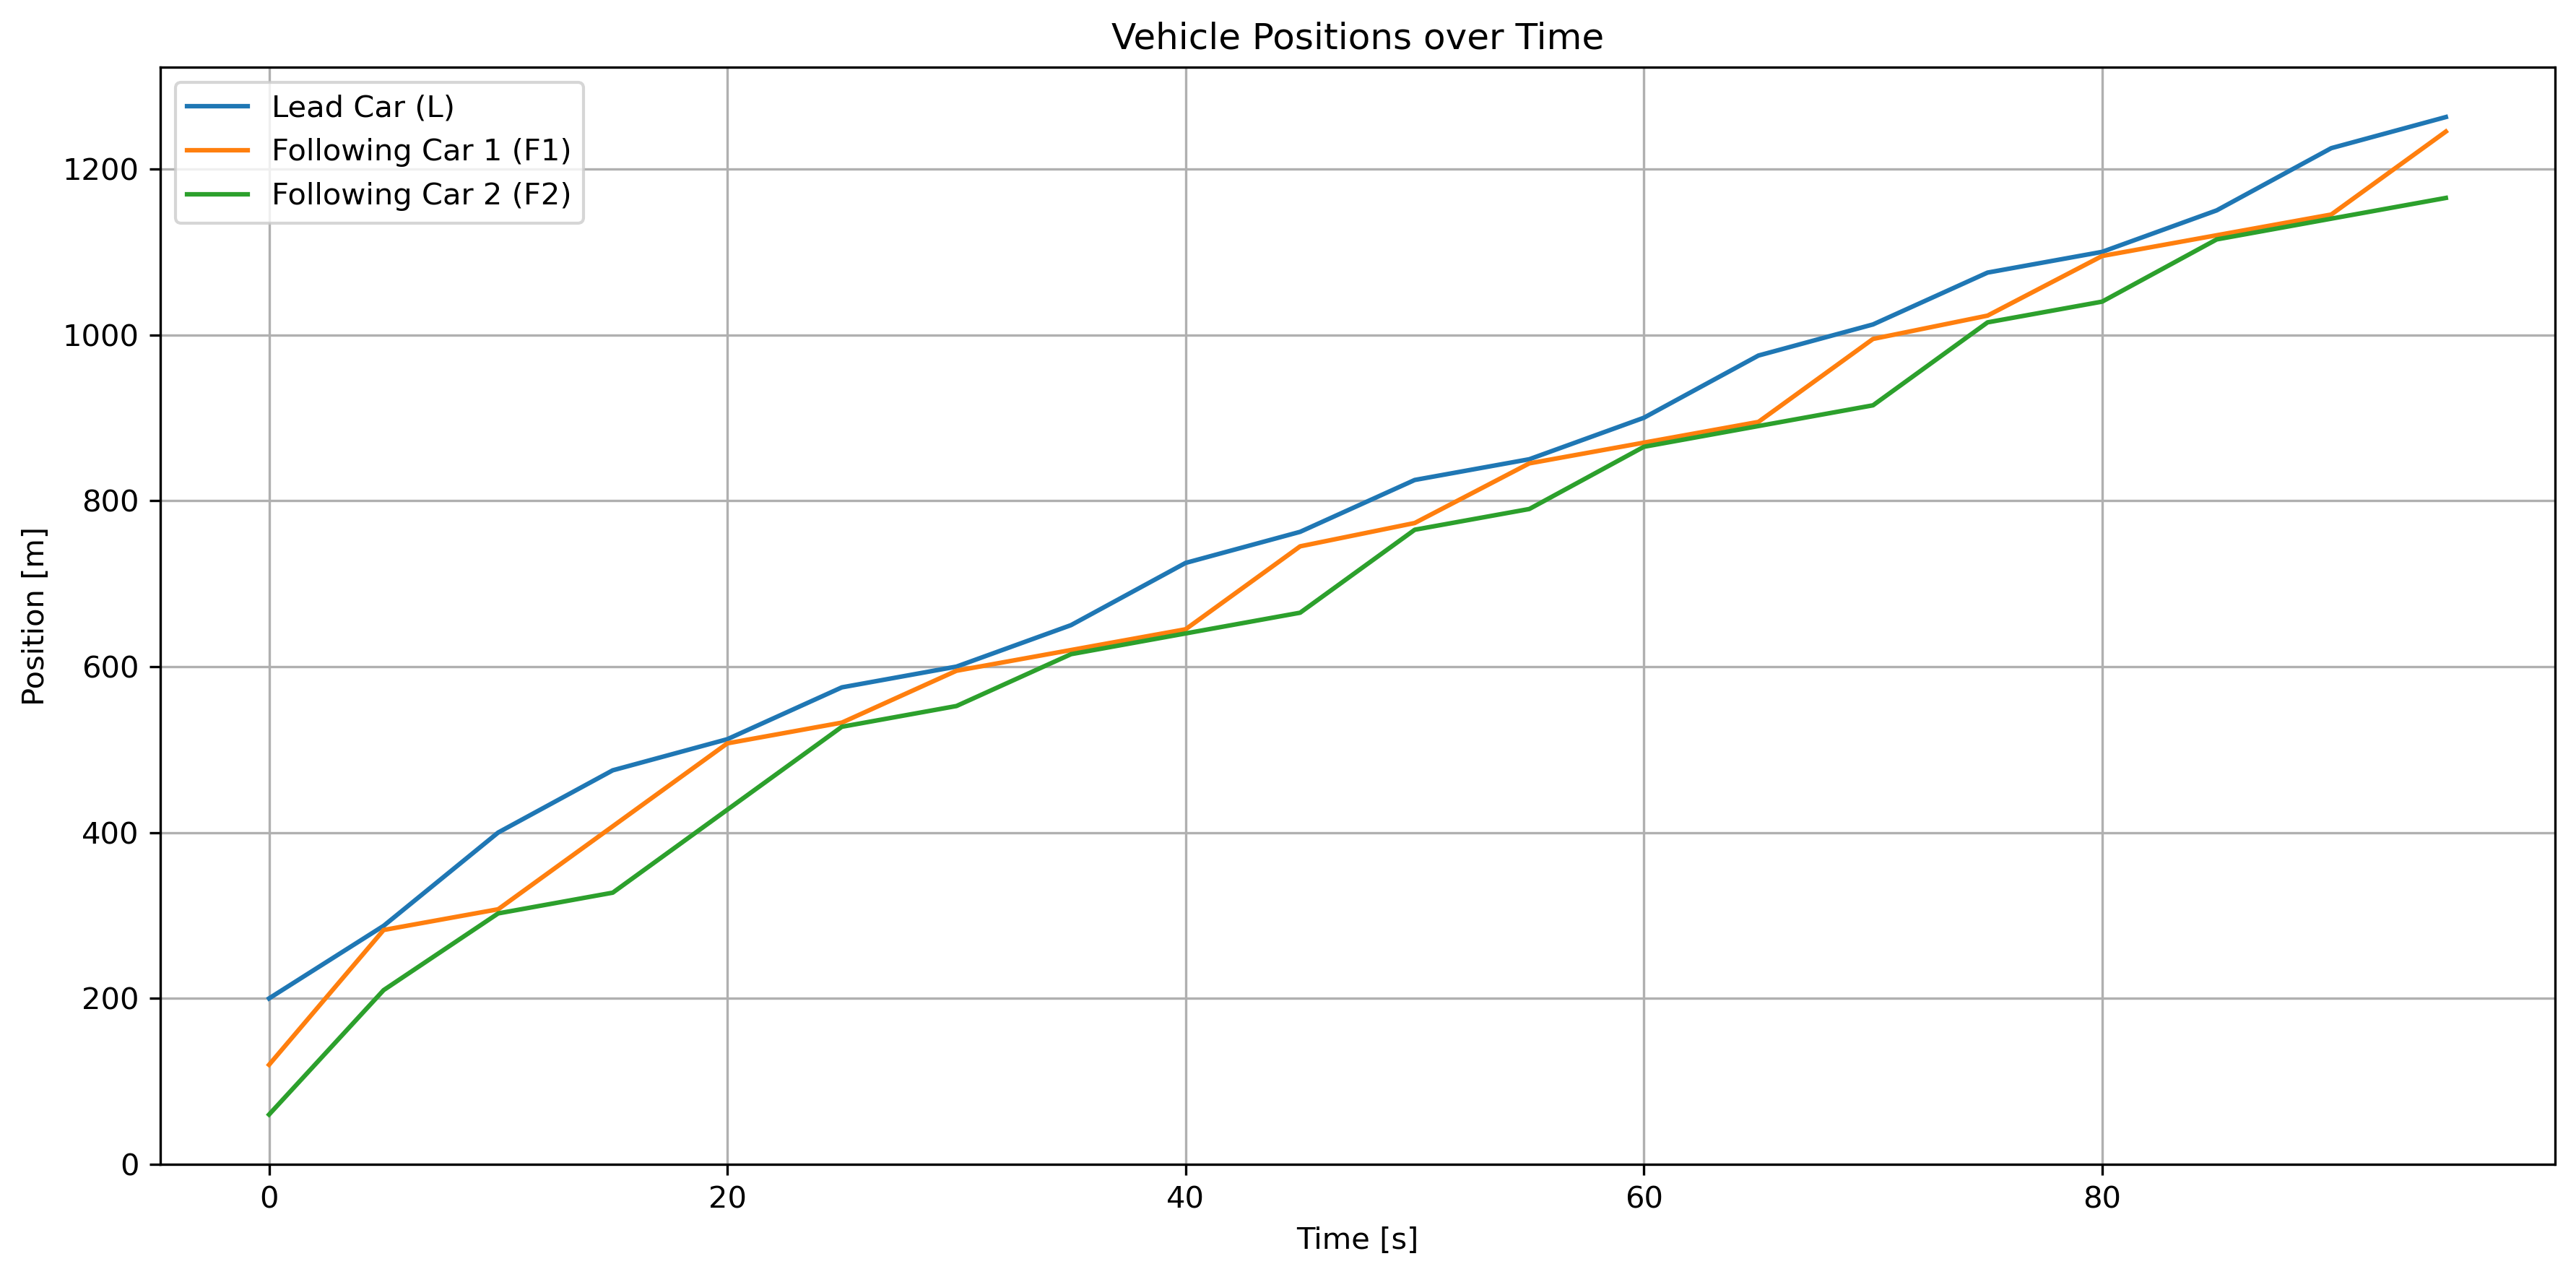 Vehicle Positions over Time
Lead Car (L)
Following Car 1 (F1)
Following Car 2 (F2)
Position [m]
1200
1000
800
600
400
200
0
0 20 40 60 80
Time [s]